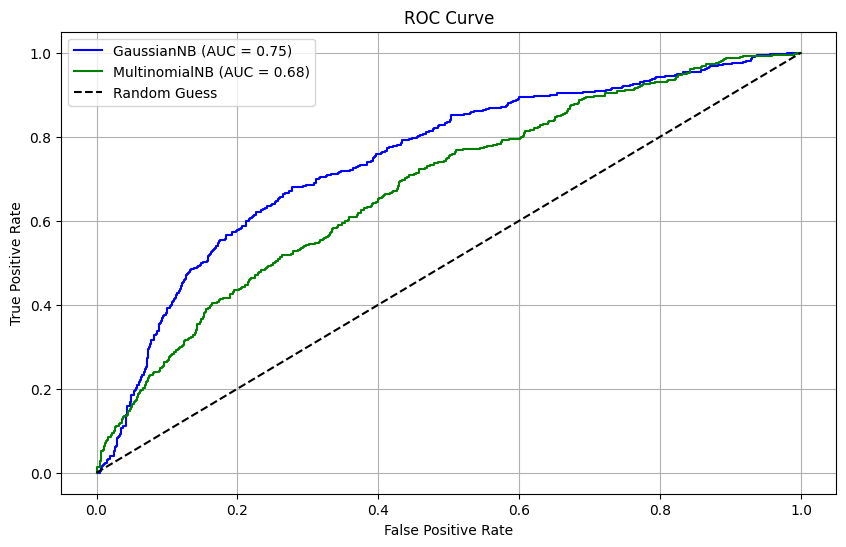 ROC Curve
GaussianNB (AUC = 0.75)
MultinomialNB (AUC = 0.68)
Random Guess
True Positive Rate
1.0
0.8
0.6
0.4
0.2
0.0
0.0 0.2 0.4 0.6 0.8 1.0
False Positive Rate